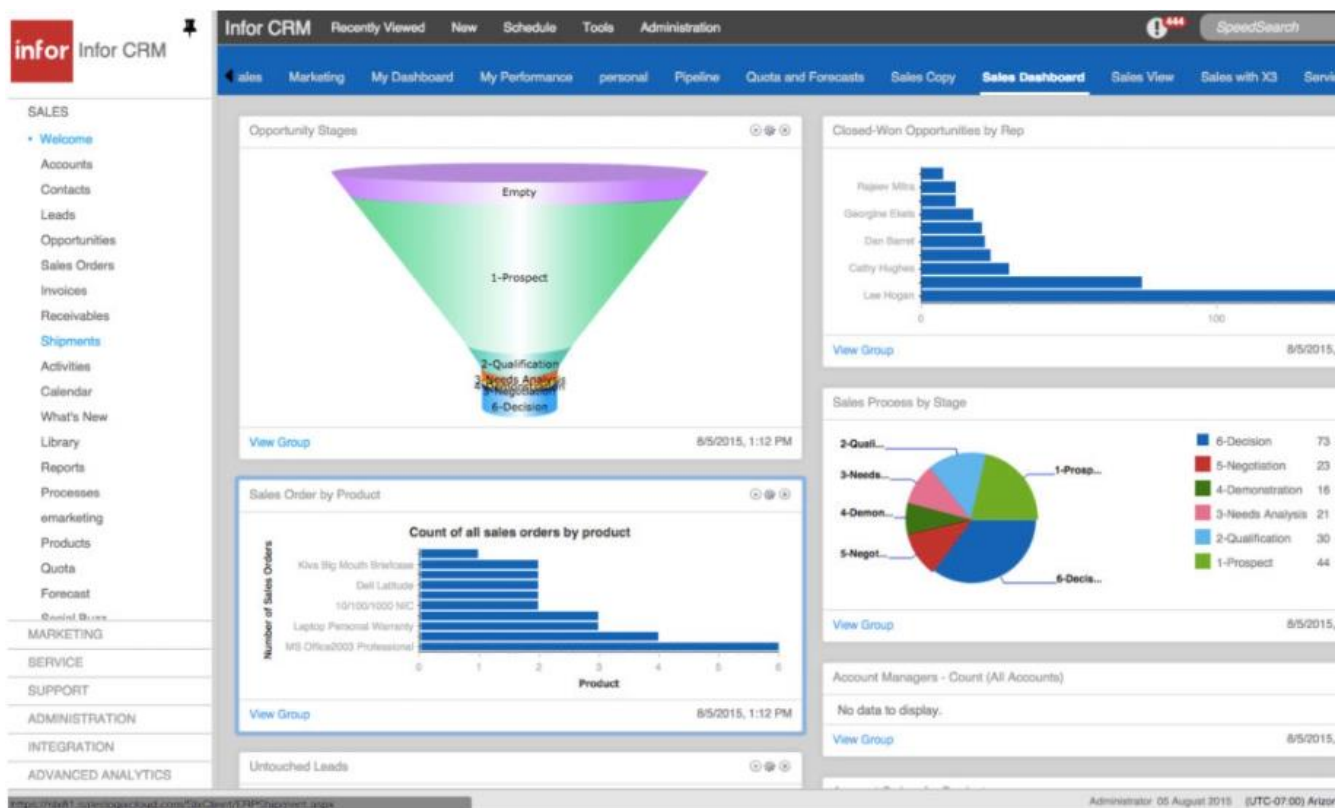 infor Infor CRM
Infor CRM Recently Viewed New Schedule Tools Administration 444 SpeedSearch
ales Marketing My Dashboard My Performance personal Pipeline Quota and Forecasts Sales Copy Sales Dashboard Sales View Sales with X3 Servi
SALES
• Welcome
Accounts
Contacts
Leads
Opportunities
Sales Orders
Invoices
Receivables
Shipments
Activities
Calendar
What's New
Library
Reports
Processes
emarketing
Products
Quota
Forecast
Social Buzz
MARKETING
SERVICE
SUPPORT
ADMINISTRATION
INTEGRATION
ADVANCED ANALYTICS
Opportunity Stages
Empty
1-Prospect
2-Qualification
3-Needs Analysis
5-Negotiation
6-Decision
View Group 8/5/2015, 1:12 PM
Sales Order by Product
Count of all sales orders by product
Number of Sales Orders
Kiva Big Mouth Briefcase
Dell Latitude
10/100/1000 NIC
Laptop Personal Warranty
MS Office2003 Professional
0 1 2 3 4 5 6
Product
View Group 8/5/2015, 1:12 PM
Untouched Leads
Closed-Won Opportunities by Rep
Rajeev Mitra
Georgine Ekels
Dan Barret
Cathy Hughes
Lee Hogan
0 100
View Group 8/5/2015,
Sales Process by Stage
2-Quali...
3-Needs...
4-Demon...
5-Negot...
1-Prosp...
6-Decis...
6-Decision 73
5-Negotiation 23
4-Demonstration 16
3-Needs Analysis 21
2-Qualification 30
1-Prospect 44
View Group 8/5/2015,
Account Managers - Count (All Accounts)
No data to display.
View Group 8/5/2015,
Administrator 05 August 2015 (UTC-07:00) Arizon